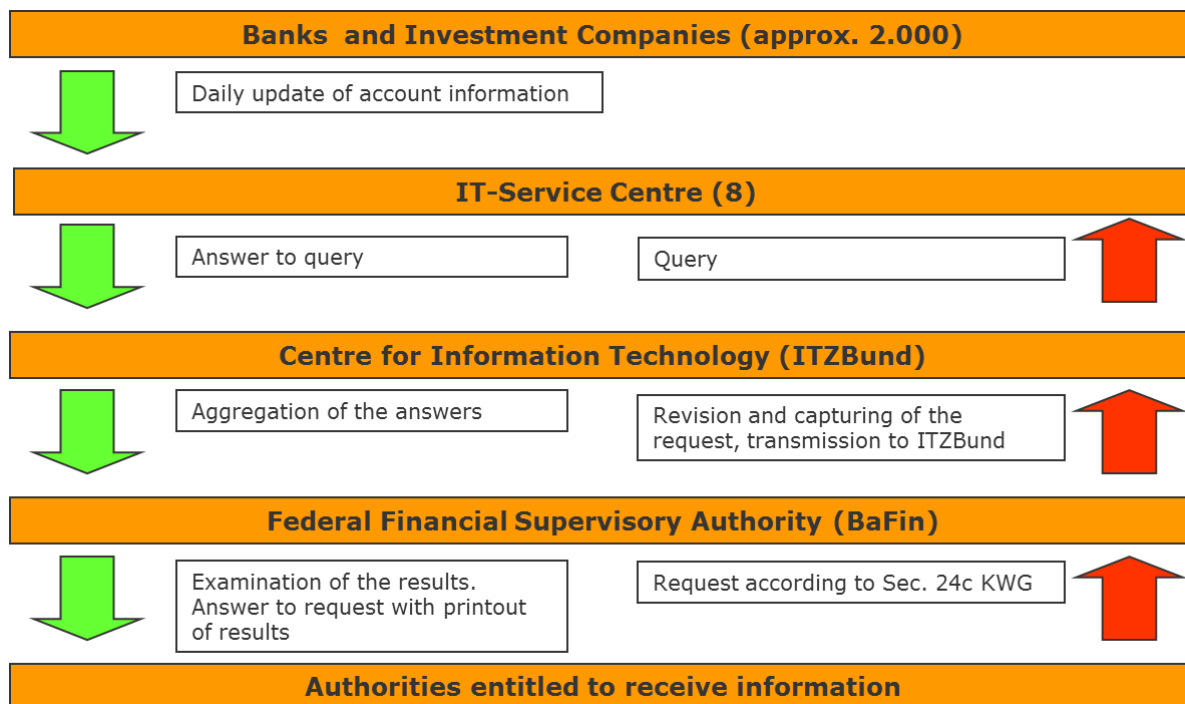 Banks and Investment Companies (approx. 2.000)
Daily update of account information
IT-Service Centre (8)
Answer to query
Query
Centre for Information Technology (ITZBund)
Aggregation of the answers
Revision and capturing of the
request, transmission to ITZBund
Federal Financial Supervisory Authority (BaFin)
Examination of the results.
Answer to request with printout
of results
Request according to Sec. 24c KWG
Authorities entitled to receive information